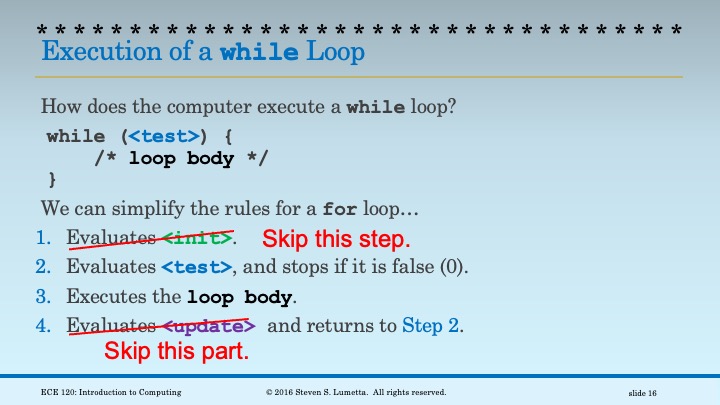 * * * * * * * * * * * * * * * * * * * * * * * * * * * * * * * * * * *
Execution of a while Loop
How does the computer execute a while loop?
while (<test>) {
/* loop body */
}
We can simplify the rules for a for loop…
1. Evaluates <init>. Skip this step.
2. Evaluates <test>, and stops if it is false (0).
3. Executes the loop body.
4. Evaluates <update> and returns to Step 2.
Skip this part.
ECE 120: Introduction to Computing © 2016 Steven S. Lumetta. All rights reserved. slide 16